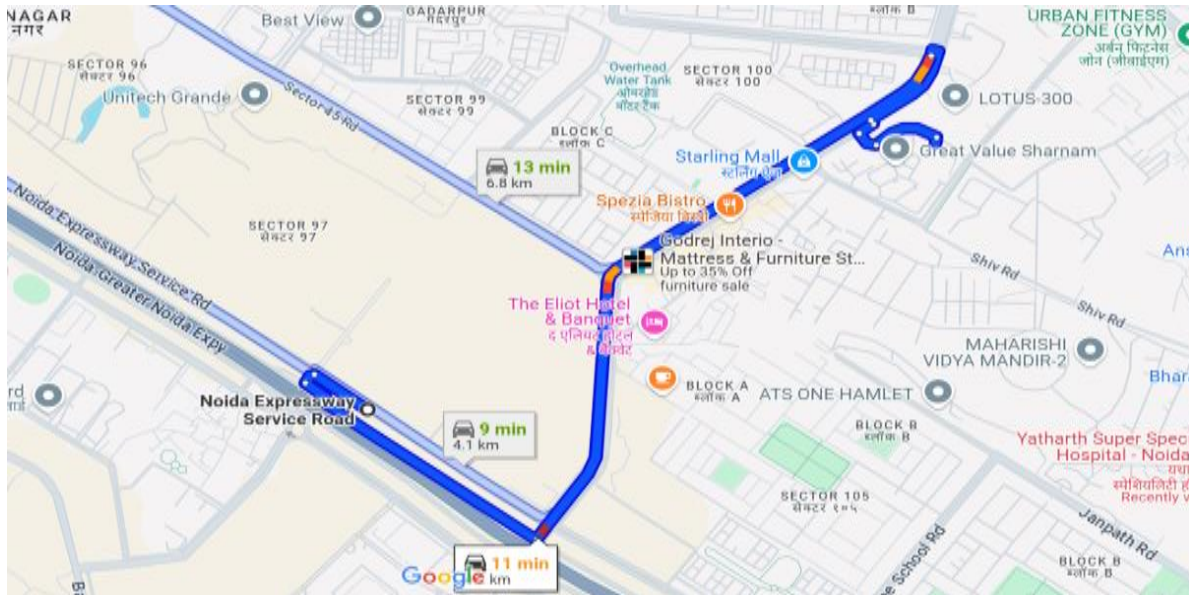 NAGAR
नगर
Best View
GADARPUR
गदरपुर
ब्लॉक B
URBAN FITNESS
ZONE (GYM)
अर्बन फिटनेस
जोन (जीवाईएम)
SECTOR 96
सेक्टर 96
Unitech Grande
Sector 45 Rd
SECTOR 99
सेक्टर 99
Overhead
Water Tank
ओवरहेड
वॉटर टैंक
SECTOR 100
सेक्टर 100
LOTUS-300
BLOCK C
ब्लॉक C
Great Value Sharnam
Starling Mall
13 min
6.8 km
Spezia Bistro
स्पेजिया बिस्ट्रो
Noida Expressway Service Rd
SECTOR 97
सेक्टर 97
Noida-Greater Noida Expy
Godrej Interio -
Mattress & Furniture St...
Up to 35% Off
furniture sale
Shiv Rd
Shiv Rd
The Eliot Hotel
& Banquet
MAHARISHI
VIDYA MANDIR-2
BLOCK A
ब्लॉक A
ATS ONE HAMLET
Noida Expressway
Service Road
9 min
4.1 km
BLOCK B
ब्लॉक B
Yatharth Super Spec
Hospital - Noida
Recently
SECTOR 105
सेक्टर १०५
Janpath Rd
School Rd
BLOCK B
ब्लॉक B
11 min
km
Google